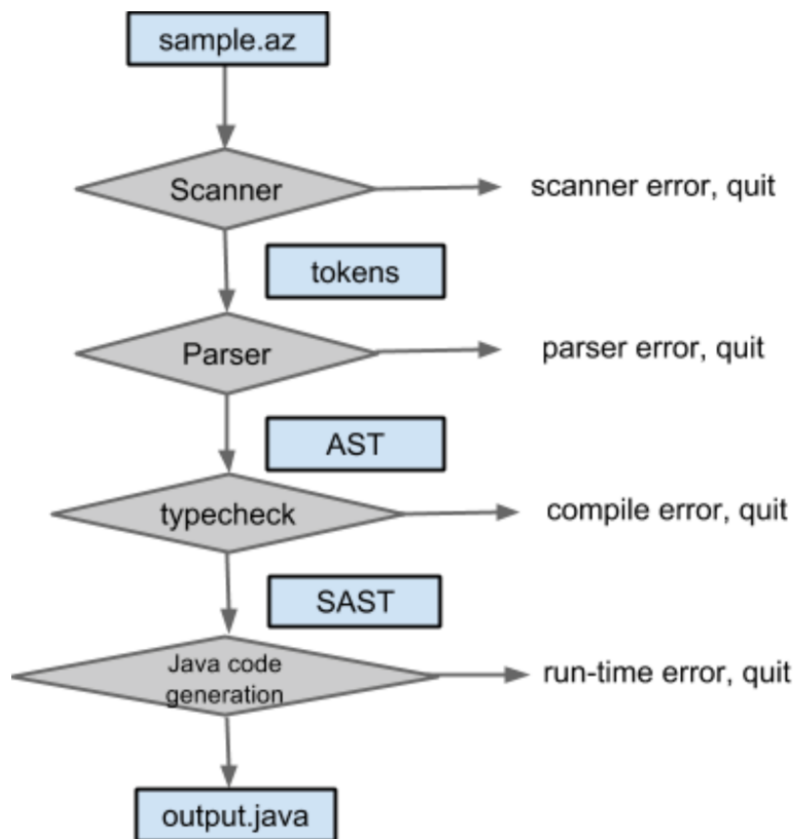 sample.az
Scanner
scanner error, quit
tokens
Parser
parser error, quit
AST
typecheck
compile error, quit
SAST
Java code
generation
run-time error, quit
output.java